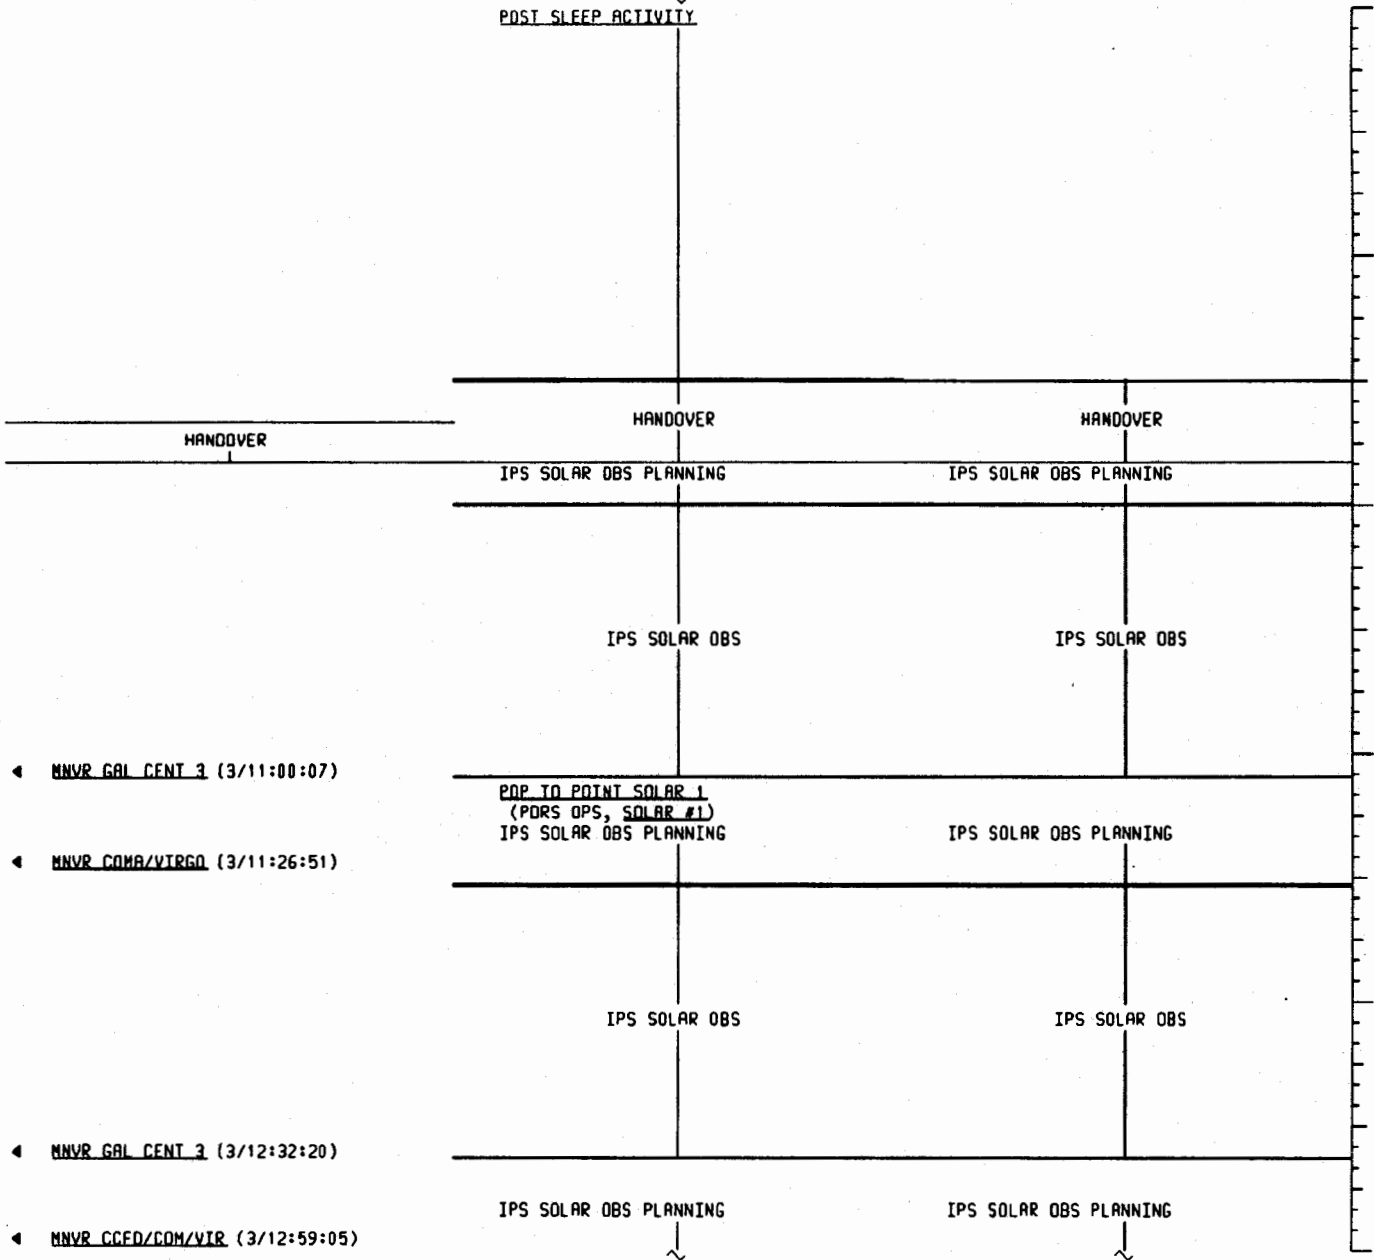 POST SLEEP ACTIVITY
HANDOVER
HANDOVER
HANDOVER
IPS SOLAR OBS PLANNING
IPS SOLAR OBS PLANNING
IPS SOLAR OBS
IPS SOLAR OBS
MNVR GAL CENT 3 (3/11:00:07)
POP TO POINT SOLAR 1
(PDRS OPS, SOLAR #1)
IPS SOLAR OBS PLANNING
IPS SOLAR OBS PLANNING
MNVR COMA/VIRGO (3/11:26:51)
IPS SOLAR OBS
IPS SOLAR OBS
MNVR GAL CENT 3 (3/12:32:20)
IPS SOLAR OBS PLANNING
IPS SOLAR OBS PLANNING
MNVR CCFD/COM/VIR (3/12:59:05)